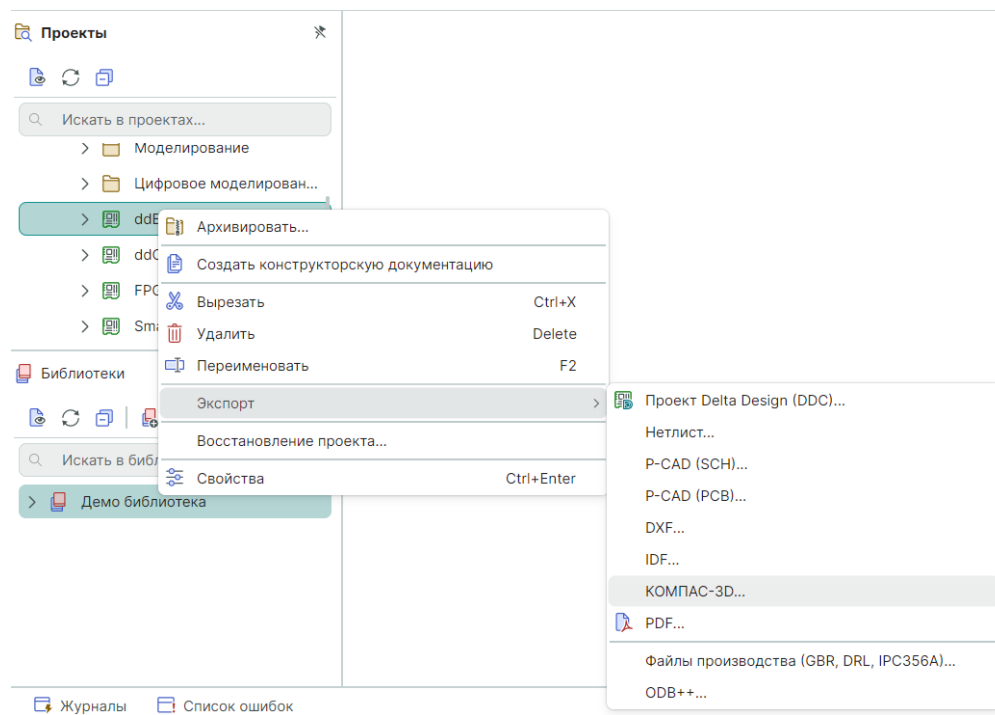 Проекты
Искать в проектах...
Моделирование
Цифровое моделирован...
Архивировать...
Создать конструкторскую документацию
Вырезать Ctrl+X
Удалить Delete
Переименовать F2
Экспорт
Восстановление проекта...
Свойства Ctrl+Enter
Проект Delta Design (DDC)...
Нетлист...
P-CAD (SCH)...
P-CAD (PCB)...
DXF...
IDF...
КОМПАС-3D...
PDF...
Файлы производства (GBR, DRL, IPC356A)...
ODB++...
Библиотеки
Искать в
Демо библиотека
Журналы
Список ошибок